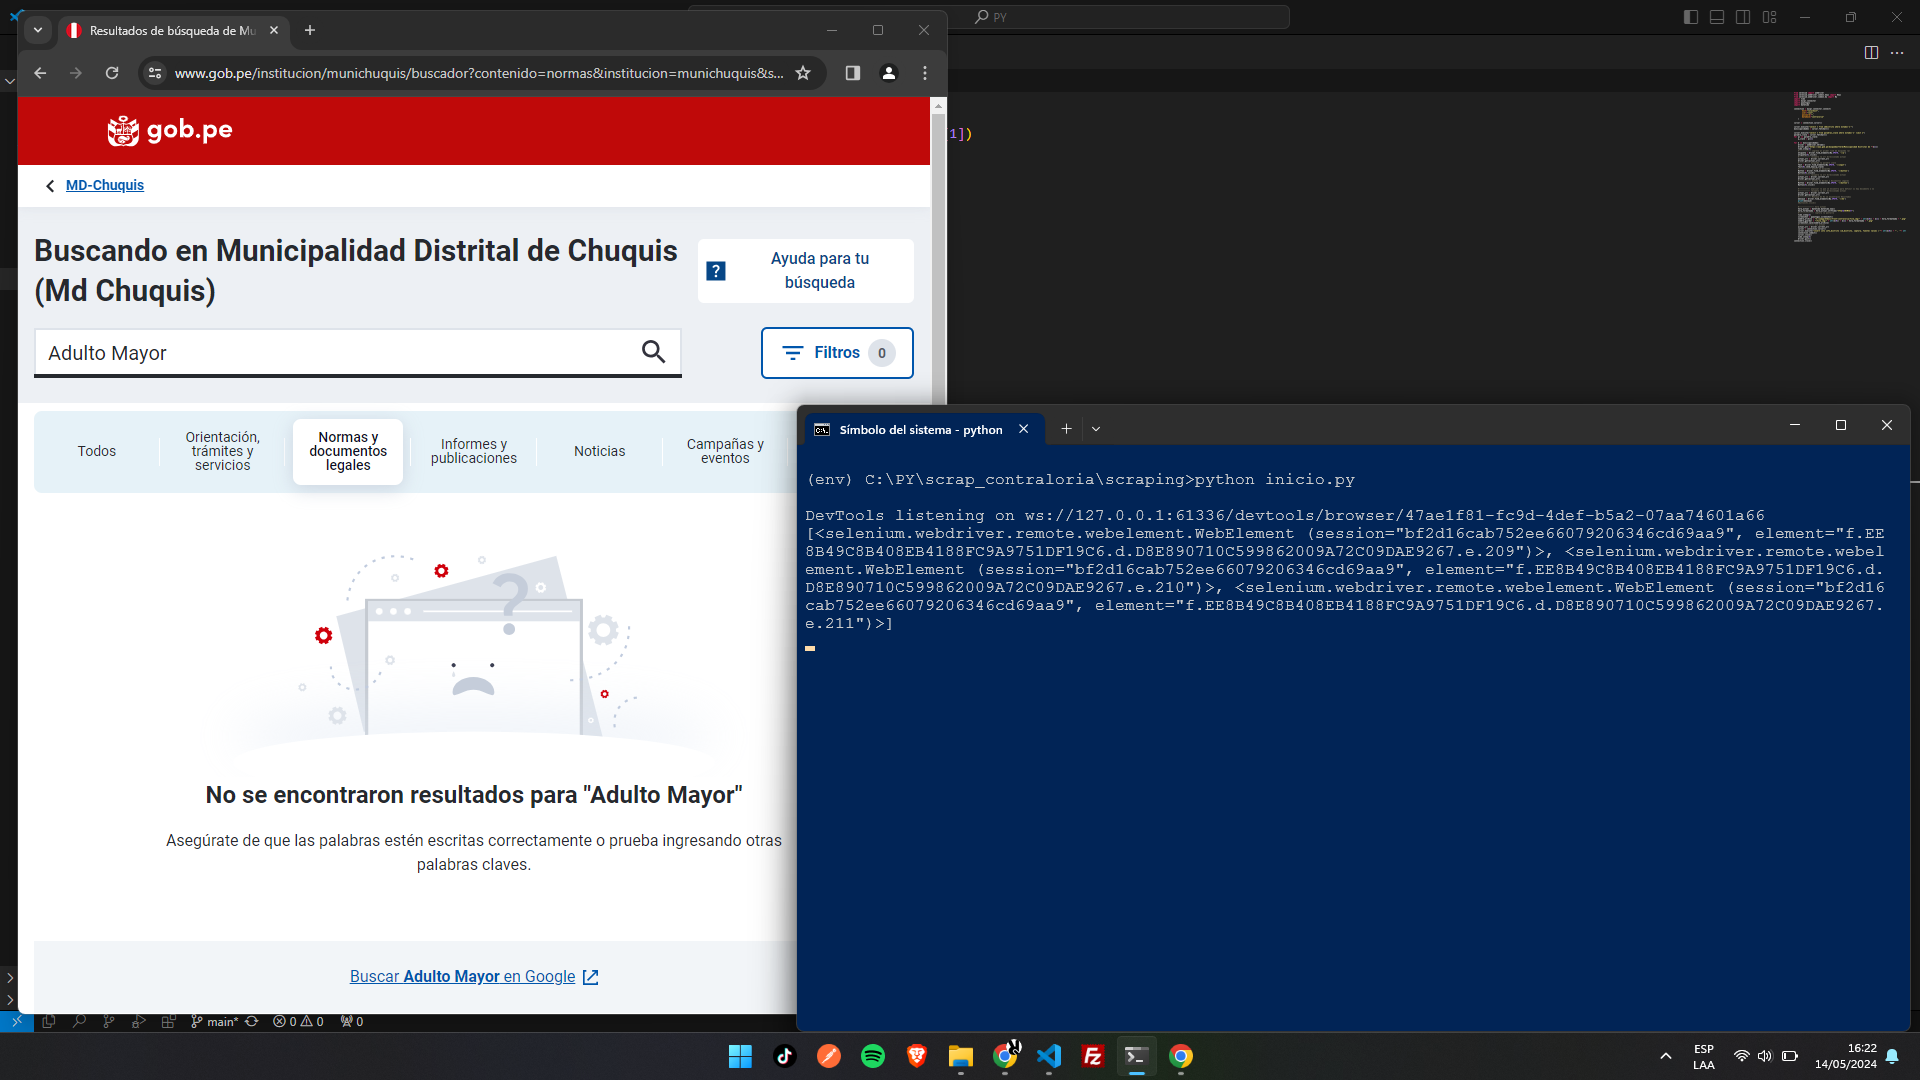 Resultados de búsqueda de Mu
PY
www.gob.pe/institucion/munichuquis/buscador?contenido=normas&institucion=munichuquis&s...
gob.pe
1])
MD-Chuquis
Buscando en Municipalidad Distrital de Chuquis
(Md Chuquis)
Ayuda para tu
búsqueda
Adulto Mayor
Filtros 0
Todos
Orientación,
trámites y
servicios
Normas y
documentos
legales
Informes y
publicaciones
Noticias
Campañas y
eventos
No se encontraron resultados para "Adulto Mayor"
Asegúrate de que las palabras estén escritas correctamente o prueba ingresando otras
palabras claves.
Buscar Adulto Mayor en Google
Símbolo del sistema - python
(env) C:\PY\scrap_contraloria\scraping>python inicio.py
DevTools listening on ws://127.0.0.1:61336/devtools/browser/47ae1f81-fc9d-4def-b5a2-07aa74601a66
[<selenium.webdriver.remote.webelement.WebElement (session="bf2d16cab752ee66079206346cd69aa9", element="f.EE
8B49C8B408EB4188FC9A9751DF19C6.d.D8E890710C599862009A72C09DAE9267.e.209")>, <selenium.webdriver.remote.webel
ement.WebElement (session="bf2d16cab752ee66079206346cd69aa9", element="f.EE8B49C8B408EB4188FC9A9751DF19C6.d.
D8E890710C599862009A72C09DAE9267.e.210")>, <selenium.webdriver.remote.webelement.WebElement (session="bf2d16
cab752ee66079206346cd69aa9", element="f.EE8B49C8B408EB4188FC9A9751DF19C6.d.D8E890710C599862009A72C09DAE9267.
e.211")>]
main* 0 0 0
ESP
LAA
16:22
14/05/2024